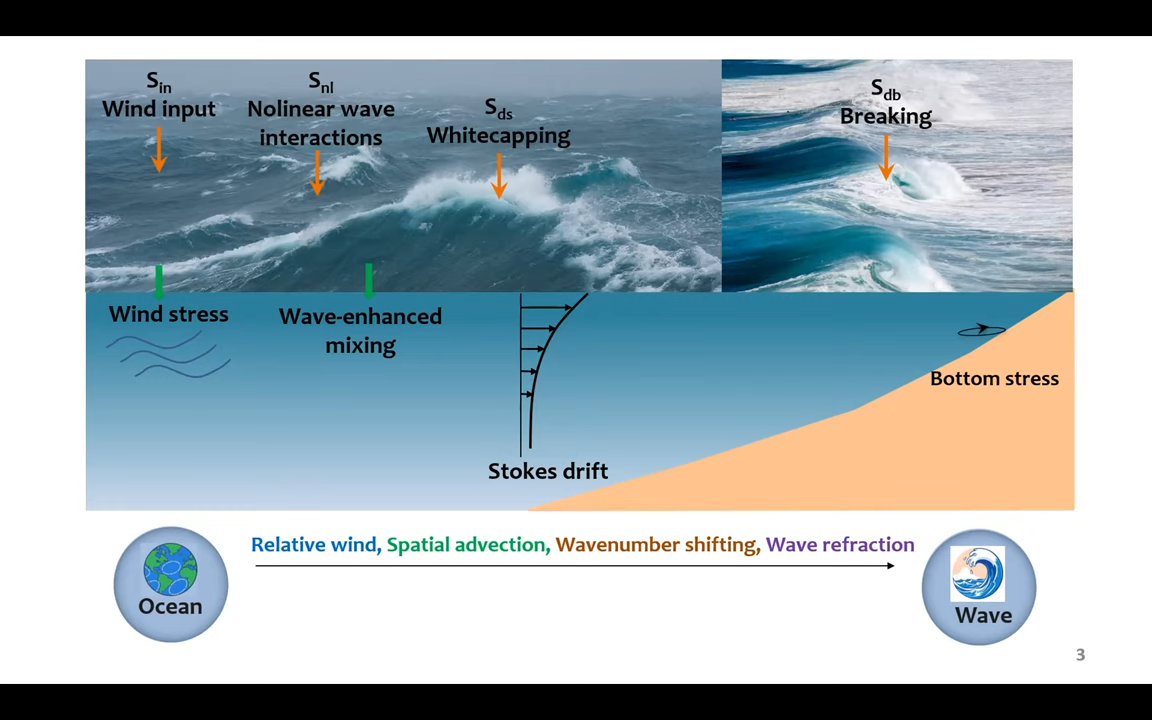 S_in
Wind input
S_nl
Nolinear wave
interactions
S_ds
Whitecapping
S_db
Breaking
Wind stress
Wave-enhanced
mixing
Bottom stress
Stokes drift
Relative wind, Spatial advection, Wavenumber shifting, Wave refraction
Ocean
Wave
3